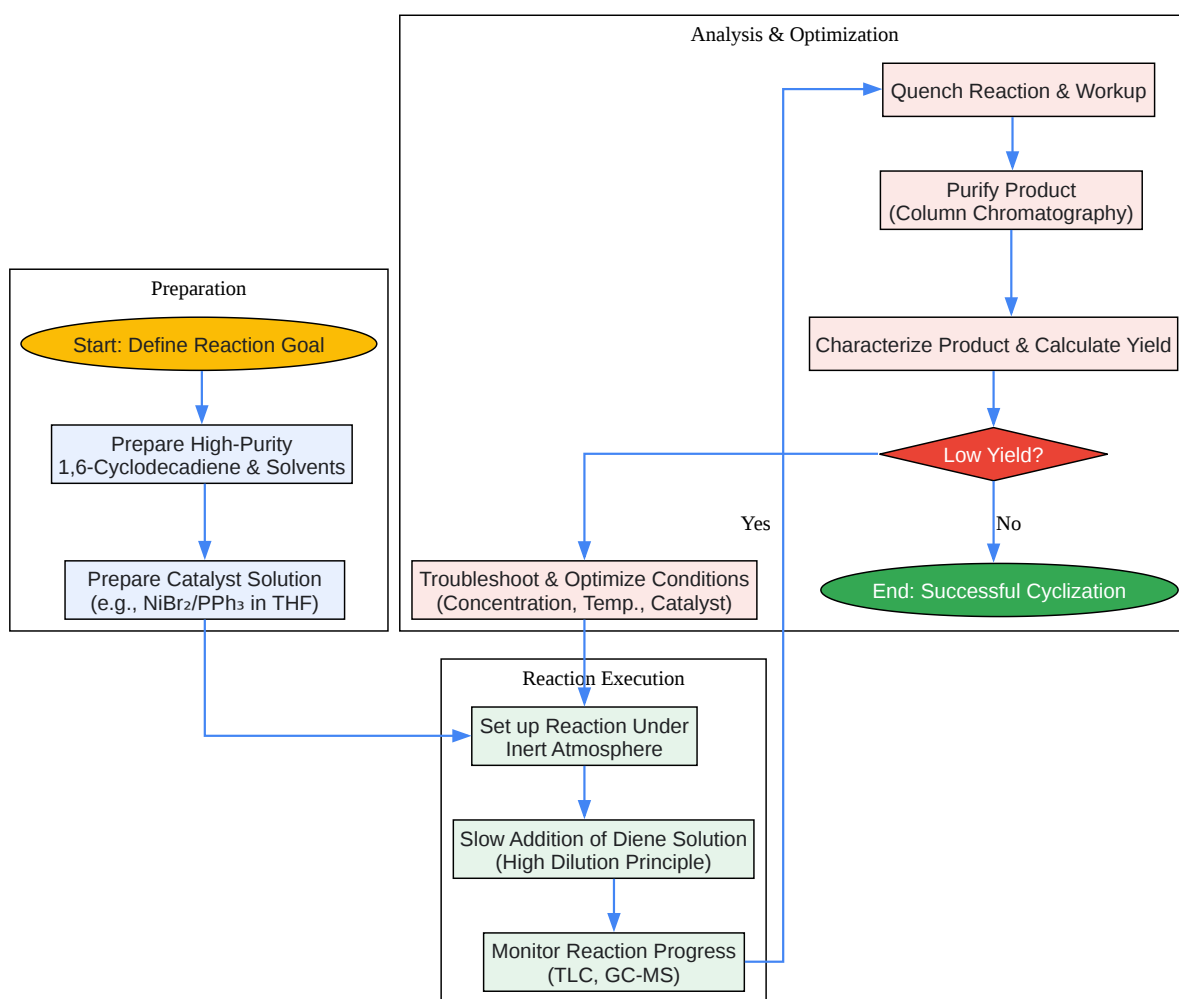 Preparation
Start: Define Reaction Goal
Prepare High-Purity
1,6-Cyclodecadiene & Solvents
Prepare Catalyst Solution
(e.g., NiBr₂/PPh₃ in THF)
Reaction Execution
Set up Reaction Under
Inert Atmosphere
Slow Addition of Diene Solution
(High Dilution Principle)
Monitor Reaction Progress
(TLC, GC-MS)
Analysis & Optimization
Quench Reaction & Workup
Purify Product
(Column Chromatography)
Characterize Product & Calculate Yield
Low Yield?
Yes
No
Troubleshoot & Optimize Conditions
(Concentration, Temp., Catalyst)
End: Successful Cyclization